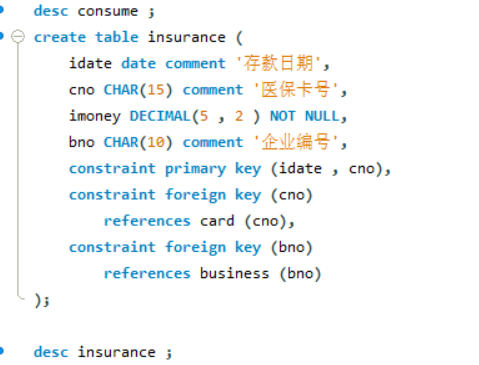 desc consume ;
create table insurance (
idate date comment '存款日期',
cno CHAR(15) comment '医保卡号',
imoney DECIMAL(5 , 2 ) NOT NULL,
bno CHAR(10) comment '企业编号',
constraint primary key (idate , cno),
constraint foreign key (cno)
references card (cno),
constraint foreign key (bno)
references business (bno)
);
desc insurance ;